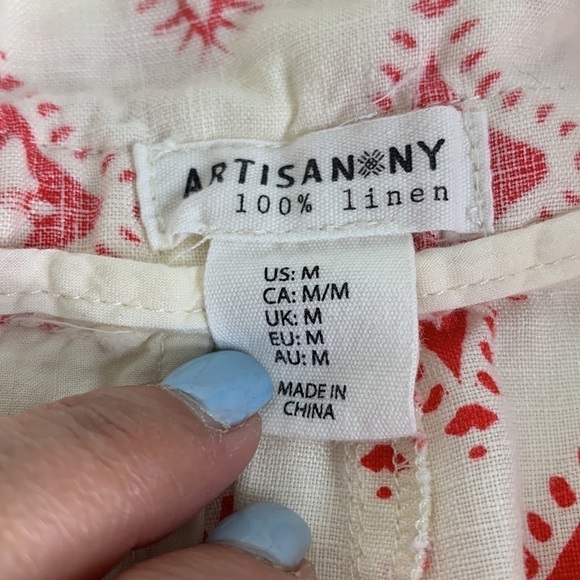 ARTISAN NY
100% linen
US: M
CA: M/M
UK: M
EU: M
AU: M
MADE IN
CHINA